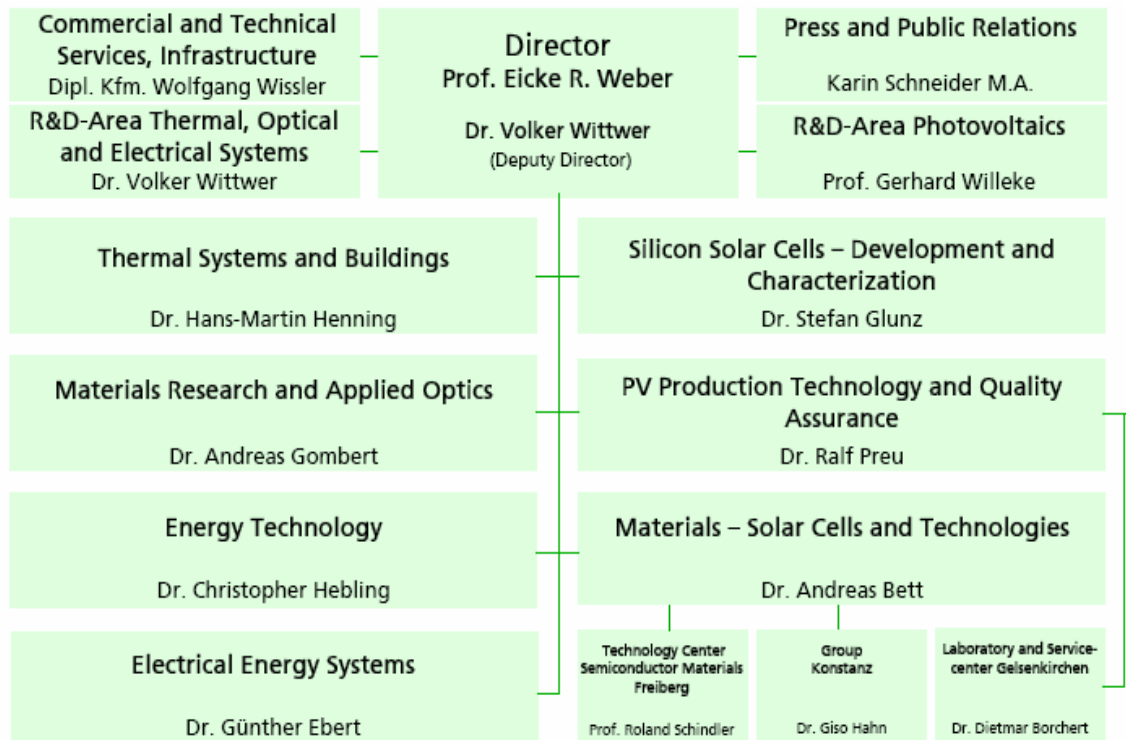 Commercial and Technical
Services, Infrastructure
Dipl. Kfm. Wolfgang Wissler
Director
Prof. Eicke R. Weber
Dr. Volker Wittwer
(Deputy Director)
Press and Public Relations
Karin Schneider M.A.
R&D-Area Thermal, Optical
and Electrical Systems
Dr. Volker Wittwer
R&D-Area Photovoltaics
Prof. Gerhard Willeke
Thermal Systems and Buildings
Dr. Hans-Martin Henning
Silicon Solar Cells – Development and
Characterization
Dr. Stefan Glunz
Materials Research and Applied Optics
Dr. Andreas Gombert
PV Production Technology and Quality
Assurance
Dr. Ralf Preu
Energy Technology
Dr. Christopher Hebling
Materials – Solar Cells and Technologies
Dr. Andreas Bett
Electrical Energy Systems
Dr. Günther Ebert
Technology Center
Semiconductor Materials
Freiberg
Prof. Roland Schindler
Group
Konstanz
Dr. Giso Hahn
Laboratory and Service-
center Gelsenkirchen
Dr. Dietmar Borchert